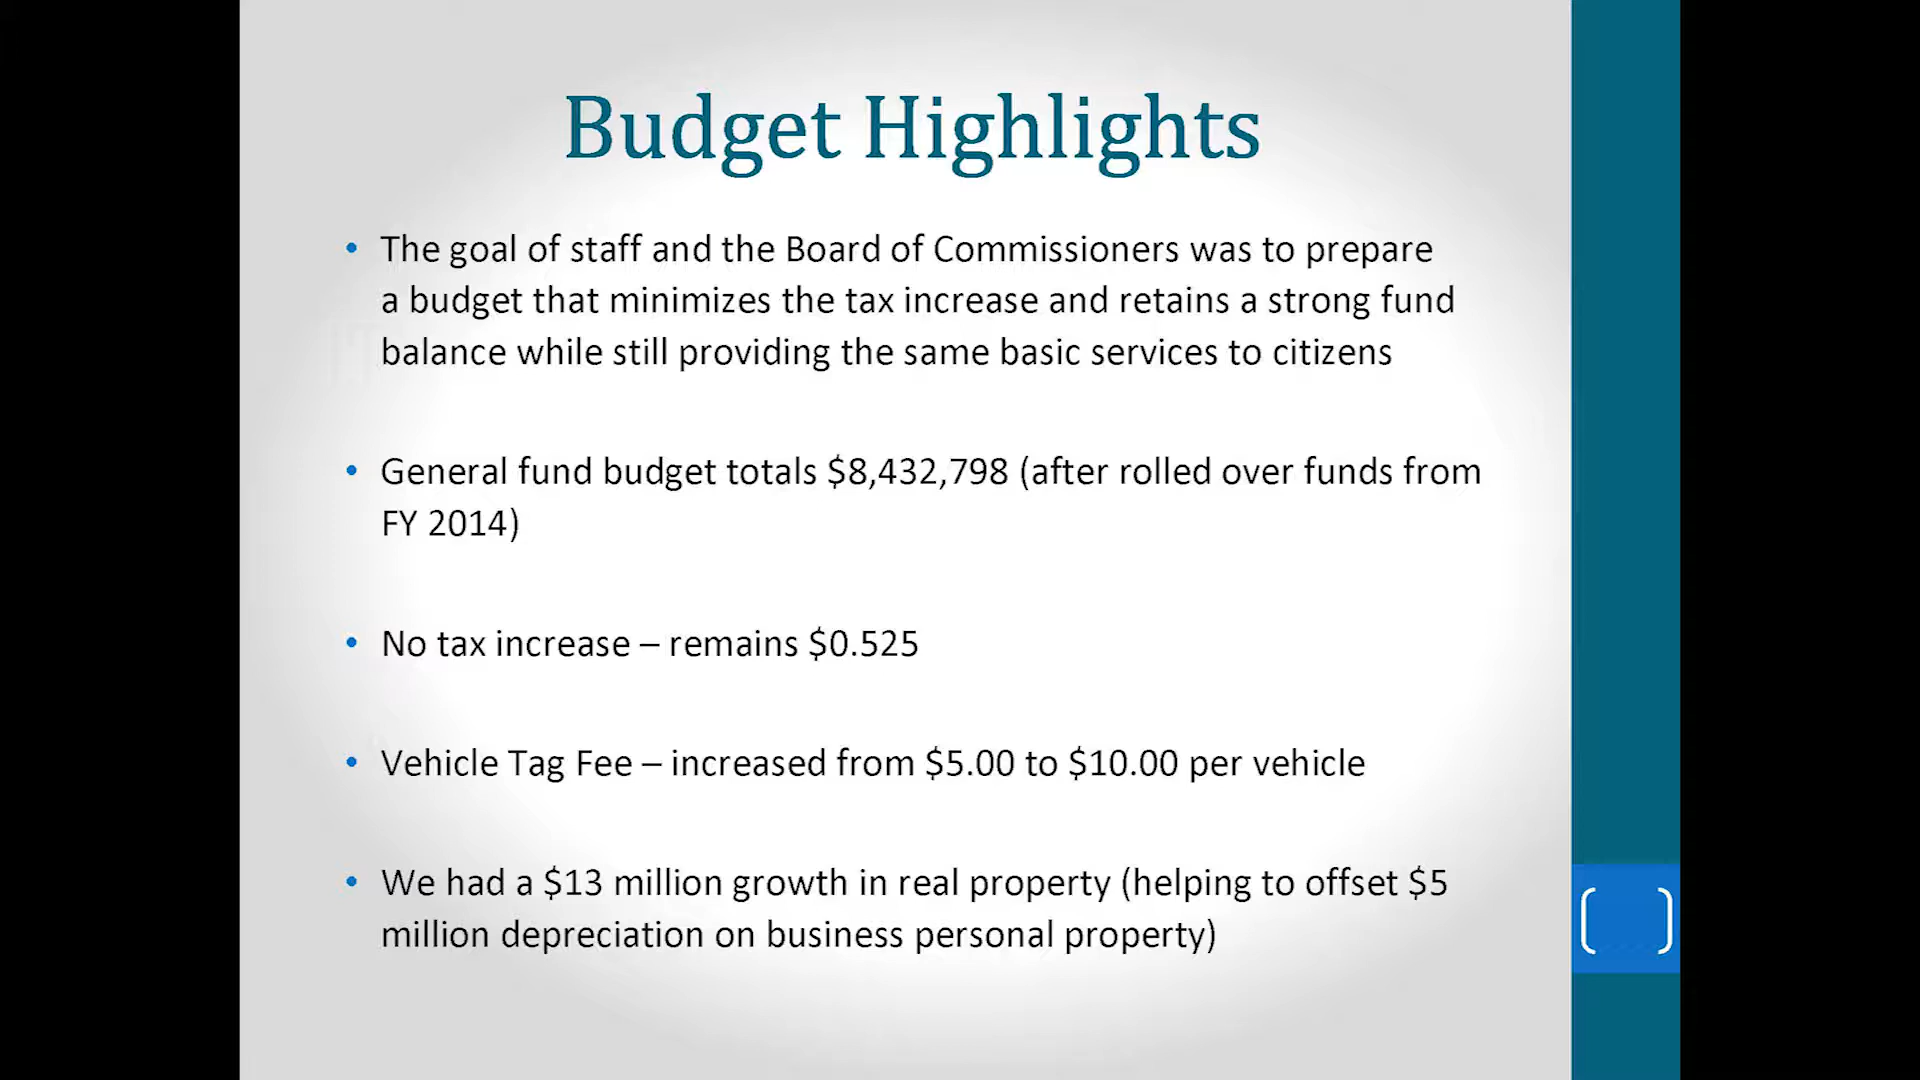 Budget Highlights
• The goal of staff and the Board of Commissioners was to prepare
a budget that minimizes the tax increase and retains a strong fund
balance while still providing the same basic services to citizens
• General fund budget totals $8,432,798 (after rolled over funds from
FY 2014)
• No tax increase – remains $0.525
• Vehicle Tag Fee – increased from $5.00 to $10.00 per vehicle
• We had a $13 million growth in real property (helping to offset $5
million depreciation on business personal property)